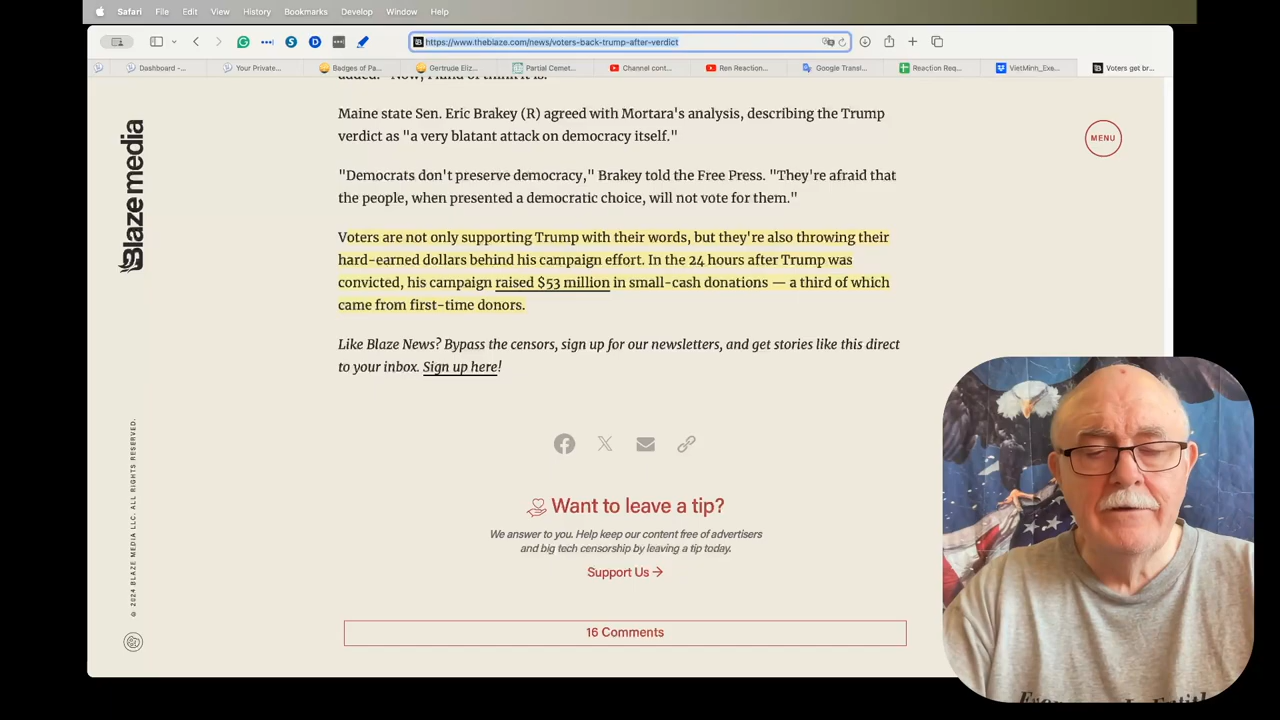 Safari File Edit View History Bookmarks Develop Window Help
https://www.theblaze.com/news/voters-back-trump-after-verdict
Dashboard -... Your Private... Badges of Pa... Gertrude Eliz... Partial Cemet... Channel cont... Ren Reaction... Google Transl... Reaction Req... VietMinh_Exa... Voters get br...
added. "Now, I kind of think it is."
Maine state Sen. Eric Brakey (R) agreed with Mortara's analysis, describing the Trump
verdict as "a very blatant attack on democracy itself."
"Democrats don't preserve democracy," Brakey told the Free Press. "They're afraid that
the people, when presented a democratic choice, will not vote for them."
Voters are not only supporting Trump with their words, but they're also throwing their
hard-earned dollars behind his campaign effort. In the 24 hours after Trump was
convicted, his campaign raised $53 million in small-cash donations — a third of which
came from first-time donors.
Like Blaze News? Bypass the censors, sign up for our newsletters, and get stories like this direct
to your inbox. Sign up here!
Want to leave a tip?
We answer to you. Help keep our content free of advertisers
and big tech censorship by leaving a tip today.
Support Us →
16 Comments
Blaze media
© 2024 BLAZE MEDIA LLC. ALL RIGHTS RESERVED.
MENU